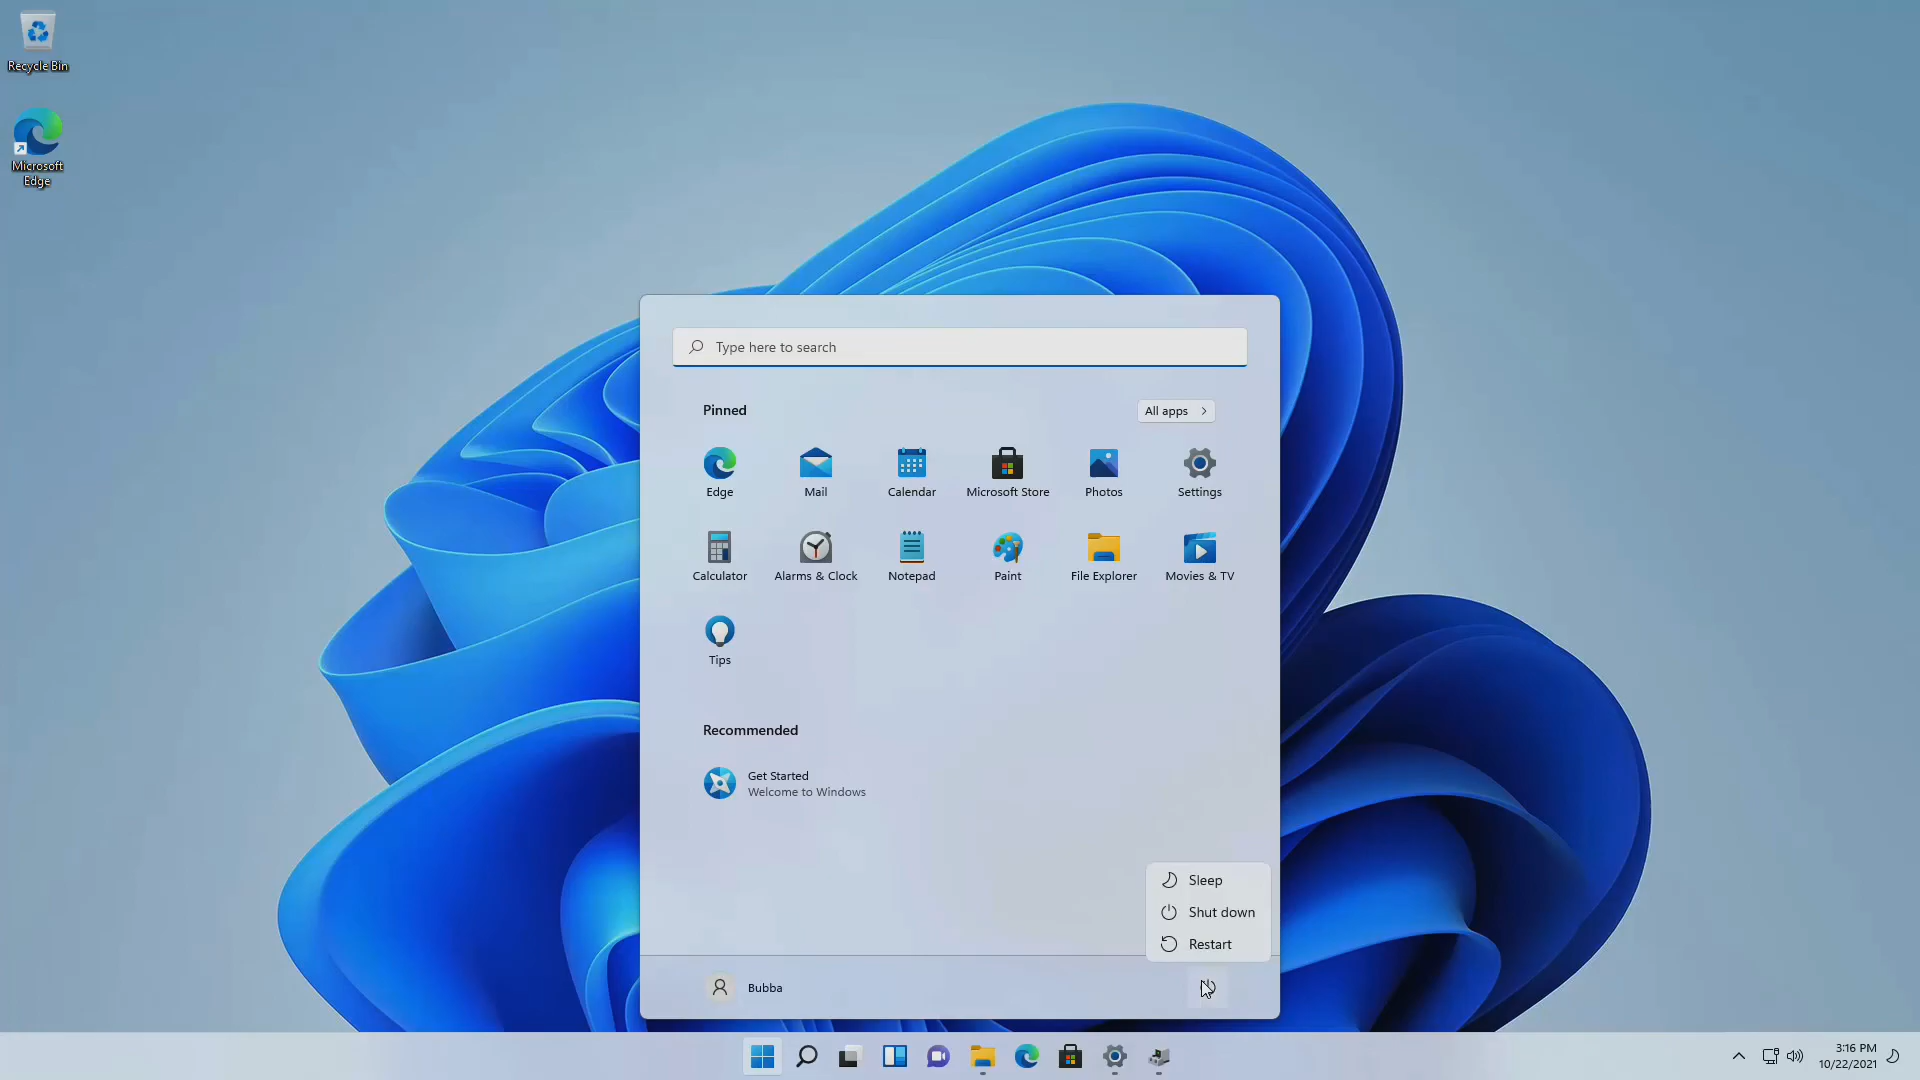 Recycle Bin
Microsoft
Edge
Type here to search
Pinned
All apps
Edge
Mail
Calendar
Microsoft Store
Photos
Settings
Calculator
Alarms & Clock
Notepad
Paint
File Explorer
Movies & TV
Tips
Recommended
Get Started
Welcome to Windows
Sleep
Shut down
Restart
Bubba
3:16 PM
10/22/2021